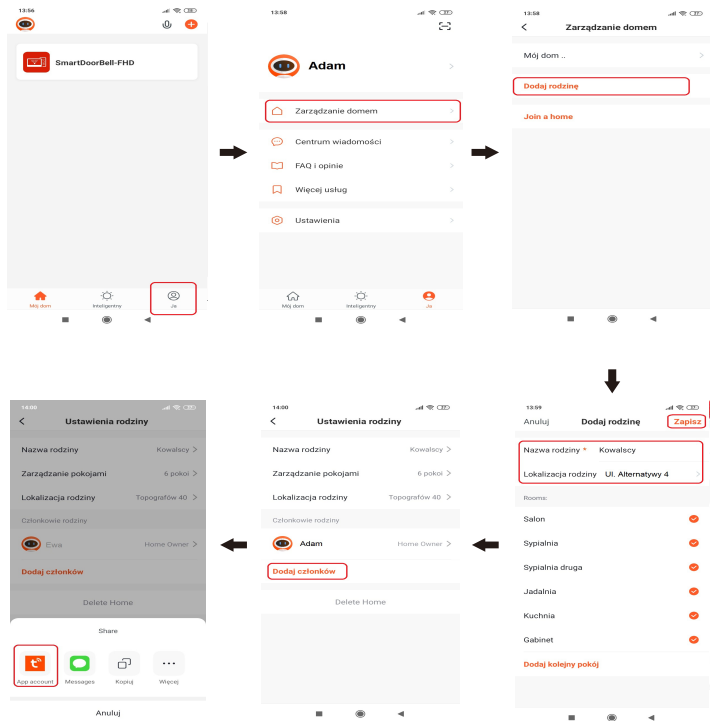 13:56
SmartDoorBell-FHD
Mój dom
Inteligentny
Ja
13:58
Adam
Zarządzanie domem
Centrum wiadomości
FAQ i opinie
Więcej usług
Ustawienia
Mój dom
Inteligentny
Ja
13:58
Zarządzanie domem
Mój dom ..
Dodaj rodzinę
Join a home
14:00
Ustawienia rodziny
Nazwa rodziny Kowalscy
Zarządzanie pokojami 6 pokoi
Lokalizacja rodziny Topografów 40
Członkowie rodziny
Ewa Home Owner
Dodaj członków
Delete Home
Share
App account
Messages
Kopiuj
Więcej
Anuluj
14:00
Ustawienia rodziny
Nazwa rodziny Kowalscy
Zarządzanie pokojami 6 pokoi
Lokalizacja rodziny Topografów 40
Członkowie rodziny
Adam Home Owner
Dodaj członków
Delete Home
13:59
Anuluj Dodaj rodzinę Zapisz
Nazwa rodziny * Kowalscy
Lokalizacja rodziny Ul. Alternatywy 4
Rooms:
Salon
Sypialnia
Sypialnia druga
Jadalnia
Kuchnia
Gabinet
Dodaj kolejny pokój